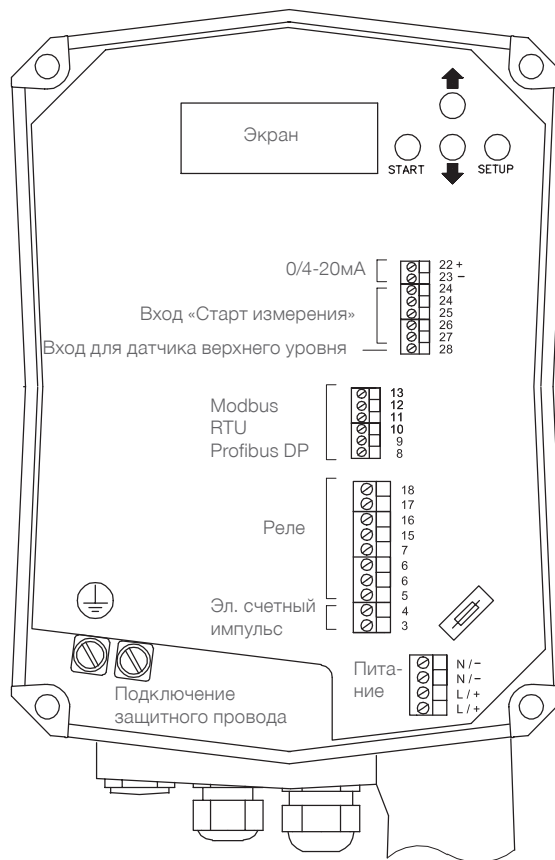 Экран
START
SETUP
0/4-20мА
22 +
23 –
24
24
25
Вход «Старт измерения»
26
27
Вход для датчика верхнего уровня
28
Modbus
RTU
Profibus DP
13
12
11
10
9
8
Реле
18
17
16
15
7
6
6
5
Эл. счетный
импульс
4
3
Пита-
ние
N / –
N / –
L / +
L / +
Подключение
защитного провода